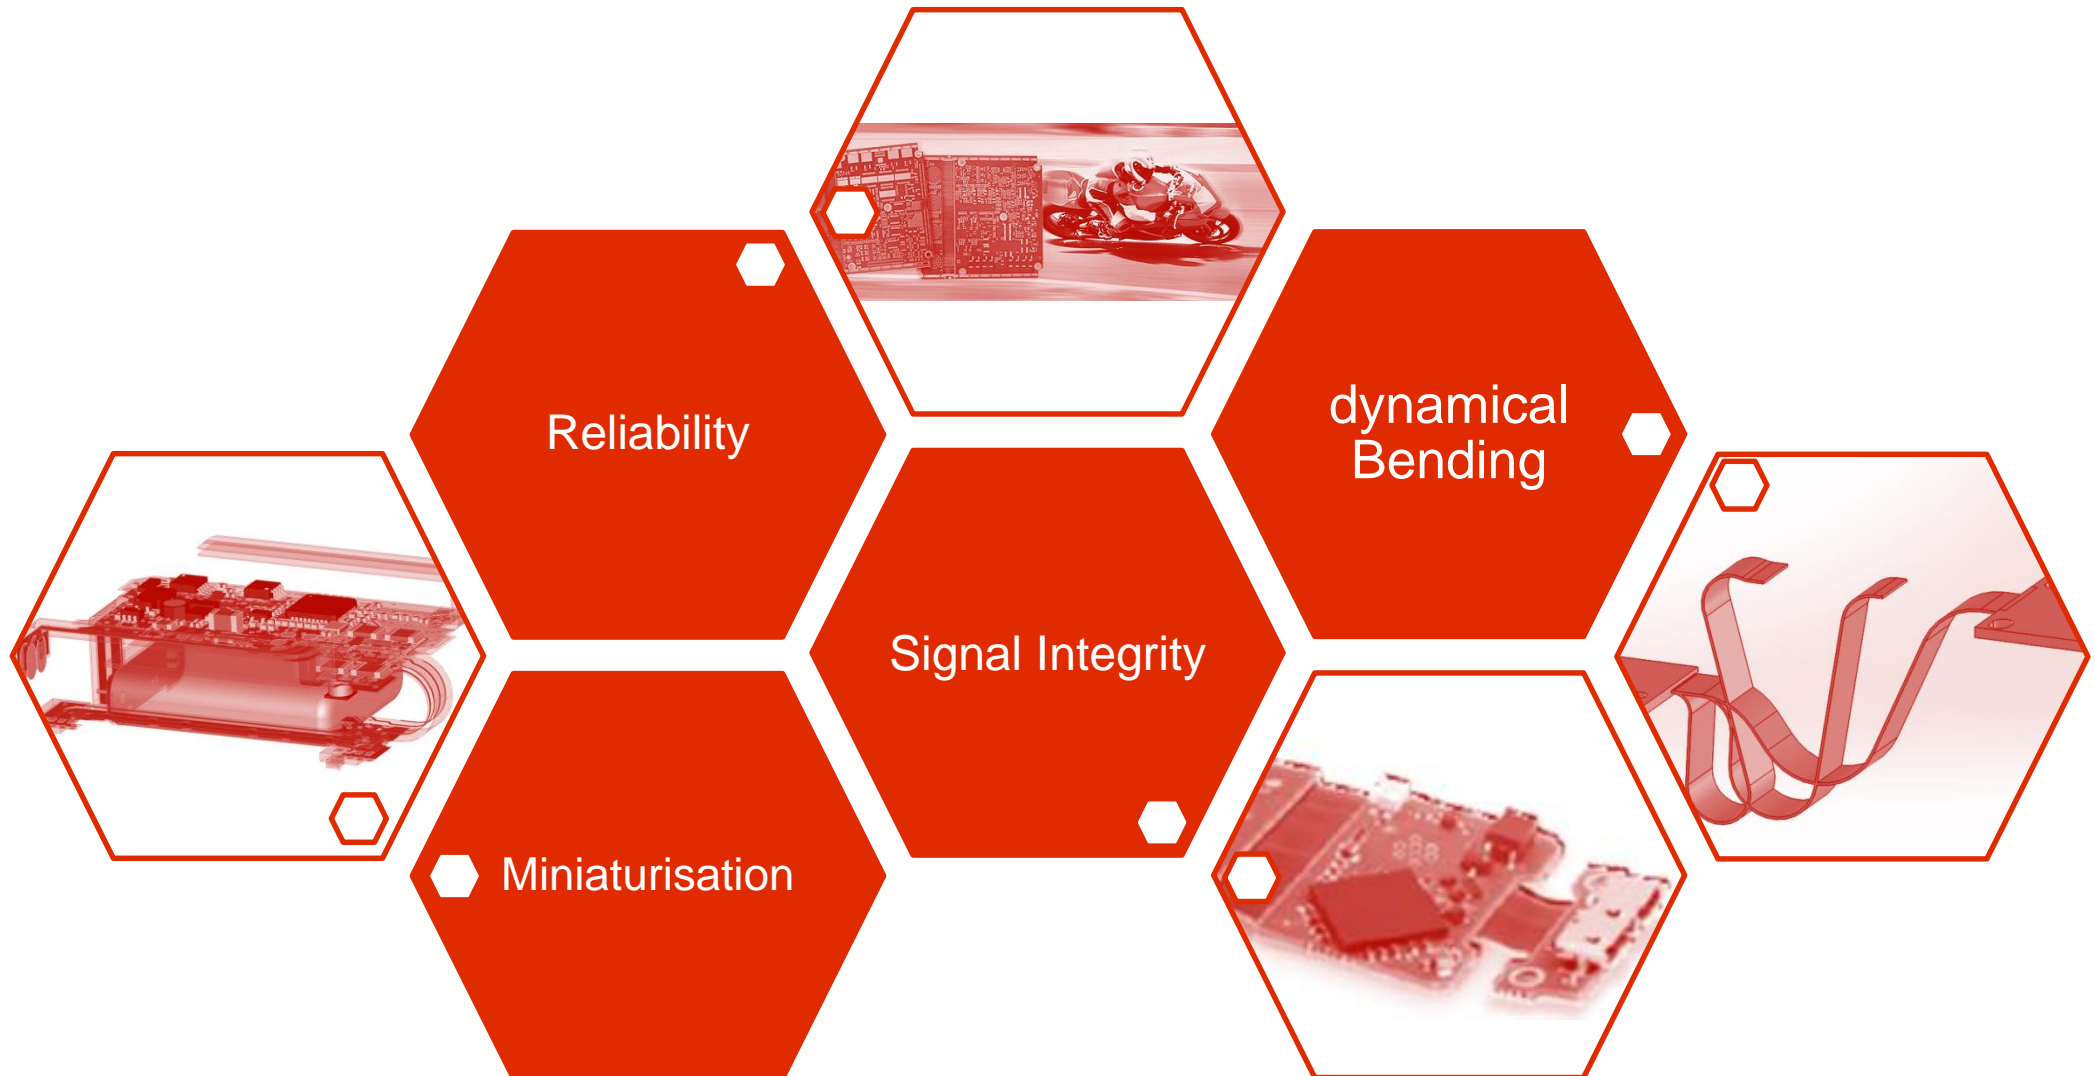 Reliability
dynamical
Bending
Signal Integrity
Miniaturisation